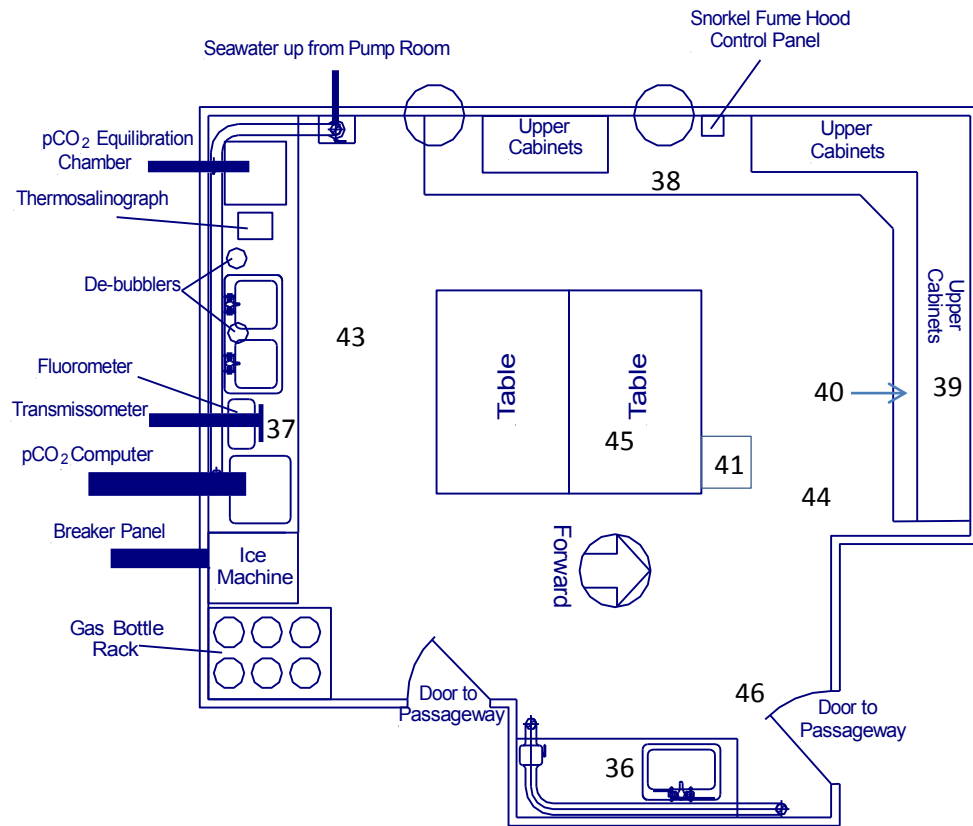 Seawater up from Pump Room
Snorkel Fume Hood
Control Panel
pCO₂ Equilibration
Chamber
Upper
Cabinets
Upper
Cabinets
38
Thermosalinograph
De-bubblers
Upper
Cabinets
43
Fluorometer
Table
Table
40
39
Transmissometer
37
45
pCO₂ Computer
41
44
Breaker Panel
Ice
Machine
Forward
Gas Bottle
Rack
Door to
Passageway
46
Door to
Passageway
36